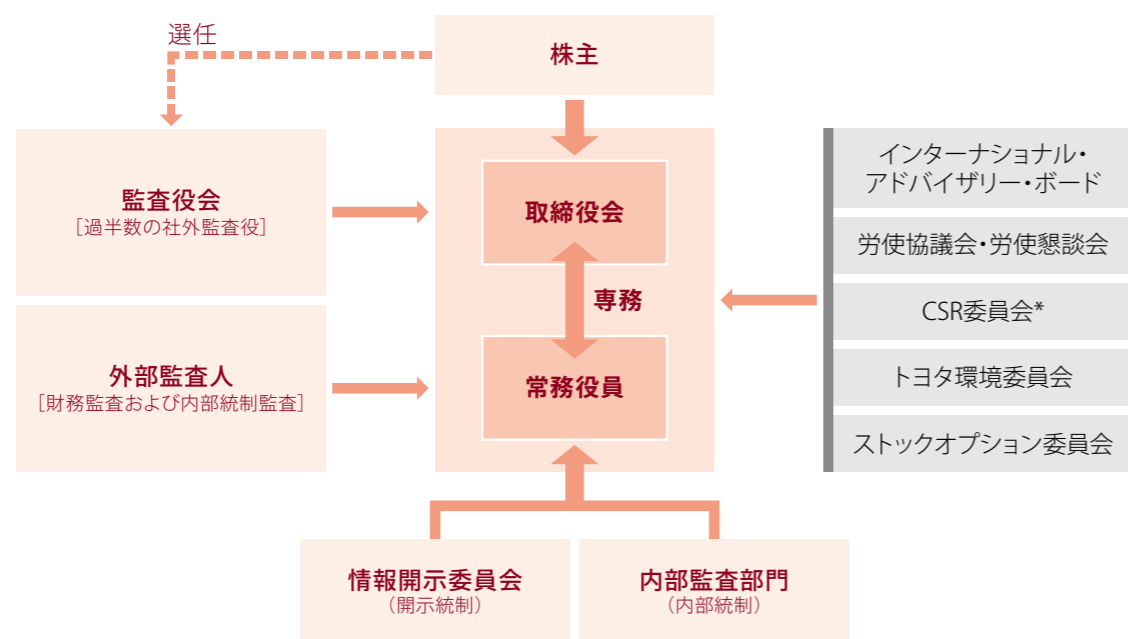 選任
株主
監査役会
［過半数の社外監査役］
外部監査人
［財務監査および内部統制監査］
取締役会
専務
常務役員
インターナショナル・
アドバイザリー・ボード
労使協議会・労使懇談会
CSR委員会*
トヨタ環境委員会
ストックオプション委員会
情報開示委員会
（開示統制）
内部監査部門
（内部統制）